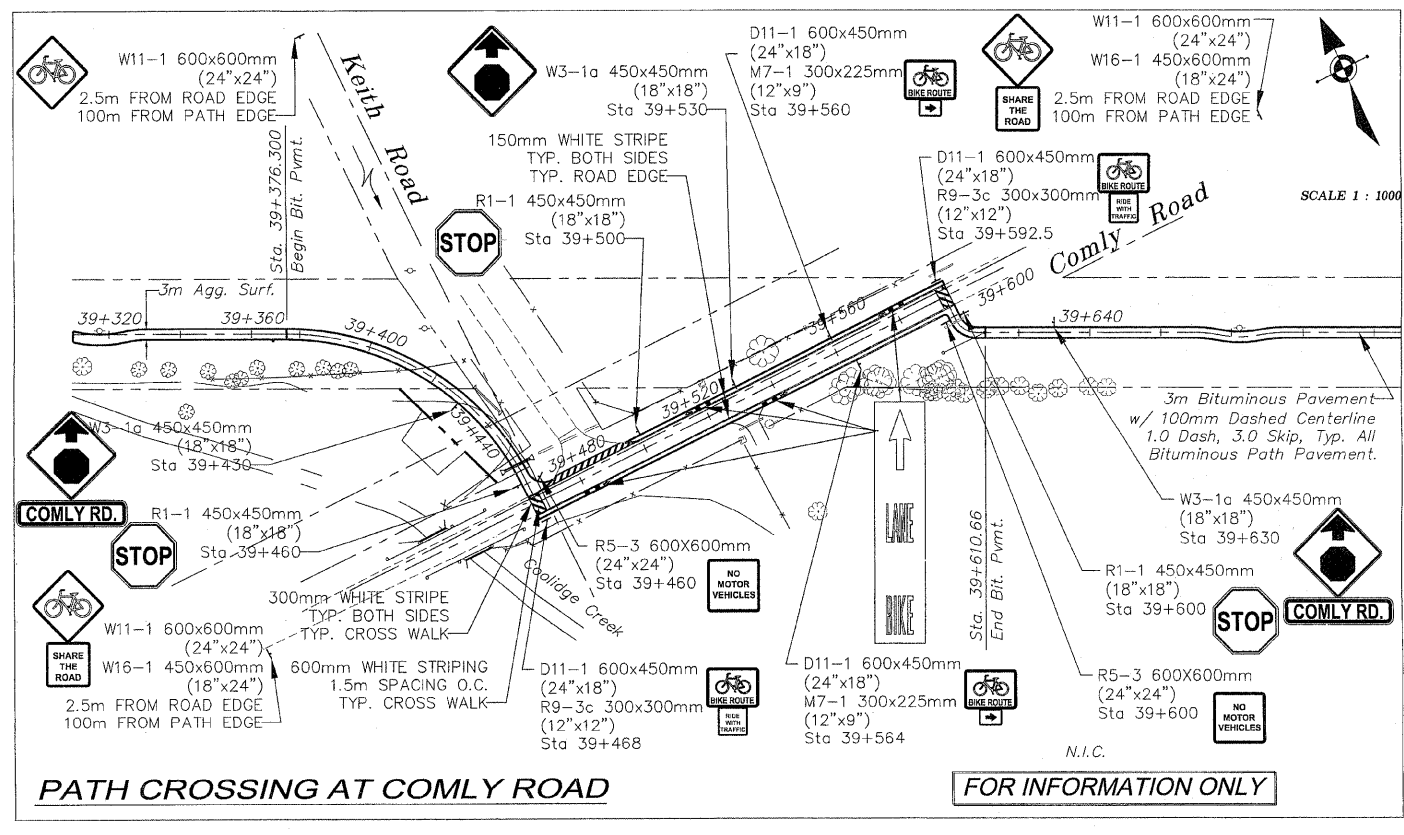 W11-1 600x600mm
(24"x24")
2.5m FROM ROAD EDGE
100m FROM PATH EDGE
Sta. 39+376.300
Begin Bit. Pvmt.
Keith Road
W3-1a 450x450mm
(18"x18")
Sta 39+530
D11-1 600x450mm
(24"x18")
M7-1 300x225mm
(12"x9")
Sta 39+560
BIKE ROUTE
W11-1 600x600mm
(24"x24")
W16-1 450x600mm
(18"x24")
2.5m FROM ROAD EDGE
100m FROM PATH EDGE
SHARE
THE
ROAD
150mm WHITE STRIPE
TYP. BOTH SIDES
TYP. ROAD EDGE
R1-1 450x450mm
(18"x18")
Sta 39+500
STOP
D11-1 600x450mm
(24"x18")
R9-3c 300x300mm
(12"x12")
Sta 39+592.5
BIKE ROUTE
RIDE
WITH
TRAFFIC
SCALE 1 : 1000
Comly Road
3m Agg. Surf.
39+320
39+360
39+400
39+440
39+480
39+520
39+560
39+600
39+640
3m Bituminous Pavement
w/ 100mm Dashed Centerline
1.0 Dash, 3.0 Skip, Typ. All
Bituminous Path Pavement.
W3-1a 450x450mm
(18"x18")
Sta 39+430
COMLY RD.
R1-1 450x450mm
(18"x18")
Sta 39+460
STOP
LANE
BIKE
Sta. 39+610.66
End Bit. Pvmt.
W3-1a 450x450mm
(18"x18")
Sta 39+630
COMLY RD.
R1-1 450x450mm
(18"x18")
Sta 39+600
STOP
R5-3 600X600mm
(24"x24")
Sta 39+460
NO
MOTOR
VEHICLES
Coolidge Creek
300mm WHITE STRIPE
TYP. BOTH SIDES
TYP. CROSS WALK
W11-1 600x600mm
(24"x24")
W16-1 450x600mm
(18"x24")
2.5m FROM ROAD EDGE
100m FROM PATH EDGE
SHARE
THE
ROAD
600mm WHITE STRIPING
1.5m SPACING O.C.
TYP. CROSS WALK
D11-1 600x450mm
(24"x18")
R9-3c 300x300mm
(12"x12")
Sta 39+468
BIKE ROUTE
RIDE
WITH
TRAFFIC
D11-1 600x450mm
(24"x18")
M7-1 300x225mm
(12"x9")
Sta 39+564
BIKE ROUTE
R5-3 600X600mm
(24"x24")
Sta 39+600
NO
MOTOR
VEHICLES
N.I.C.
PATH CROSSING AT COMLY ROAD
FOR INFORMATION ONLY